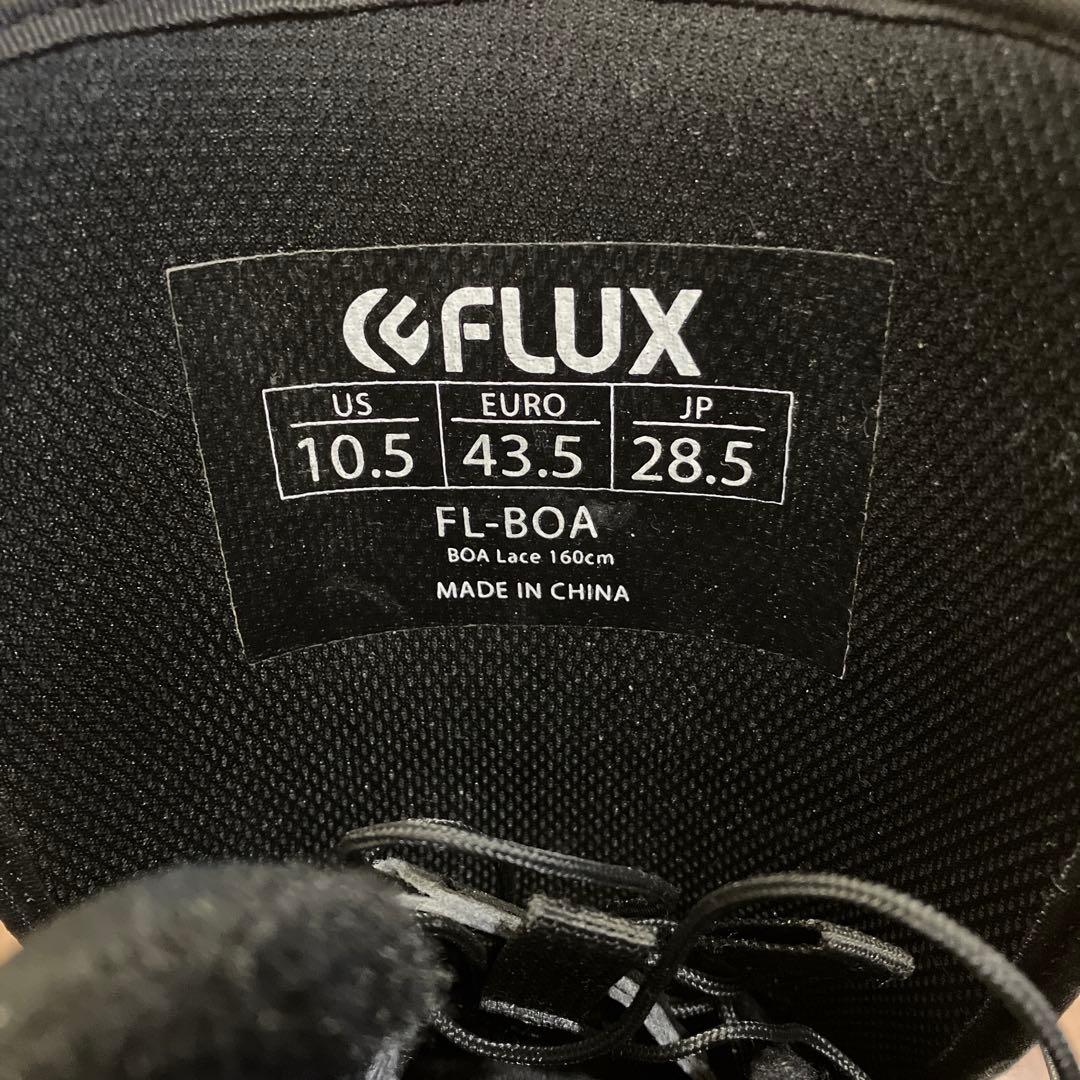 FLUX
US EURO JP
10.5 43.5 28.5
FL-BOA
BOA Lace 160cm
MADE IN CHINA